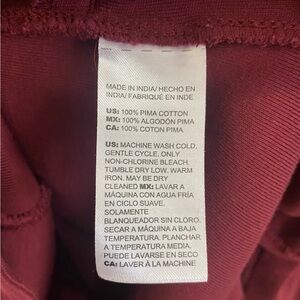 MADE IN INDIA/ HECHO EN
INDIA/ FABRIQUÉ EN INDE
US: 100% PIMA COTTON
MX: 100% ALGODÓN PIMA
CA: 100% COTON PIMA
US: MACHINE WASH COLD,
GENTLE CYCLE. ONLY
NON-CHLORINE BLEACH.
TUMBLE DRY LOW. WARM
IRON. MAY BE DRY
CLEANED MX: LAVAR A
MÁQUINA CON AGUA FRÍA
EN CICLO SUAVE.
SOLAMENTE
BLANQUEADOR SIN CLORO.
SECAR A MÁQUINA A BAJA
TEMPERATURA. PLANCHAR
A TEMPERATURA MEDIA.
PUEDE LAVARSE EN SECO
CA: LAVER À LA MACHINE